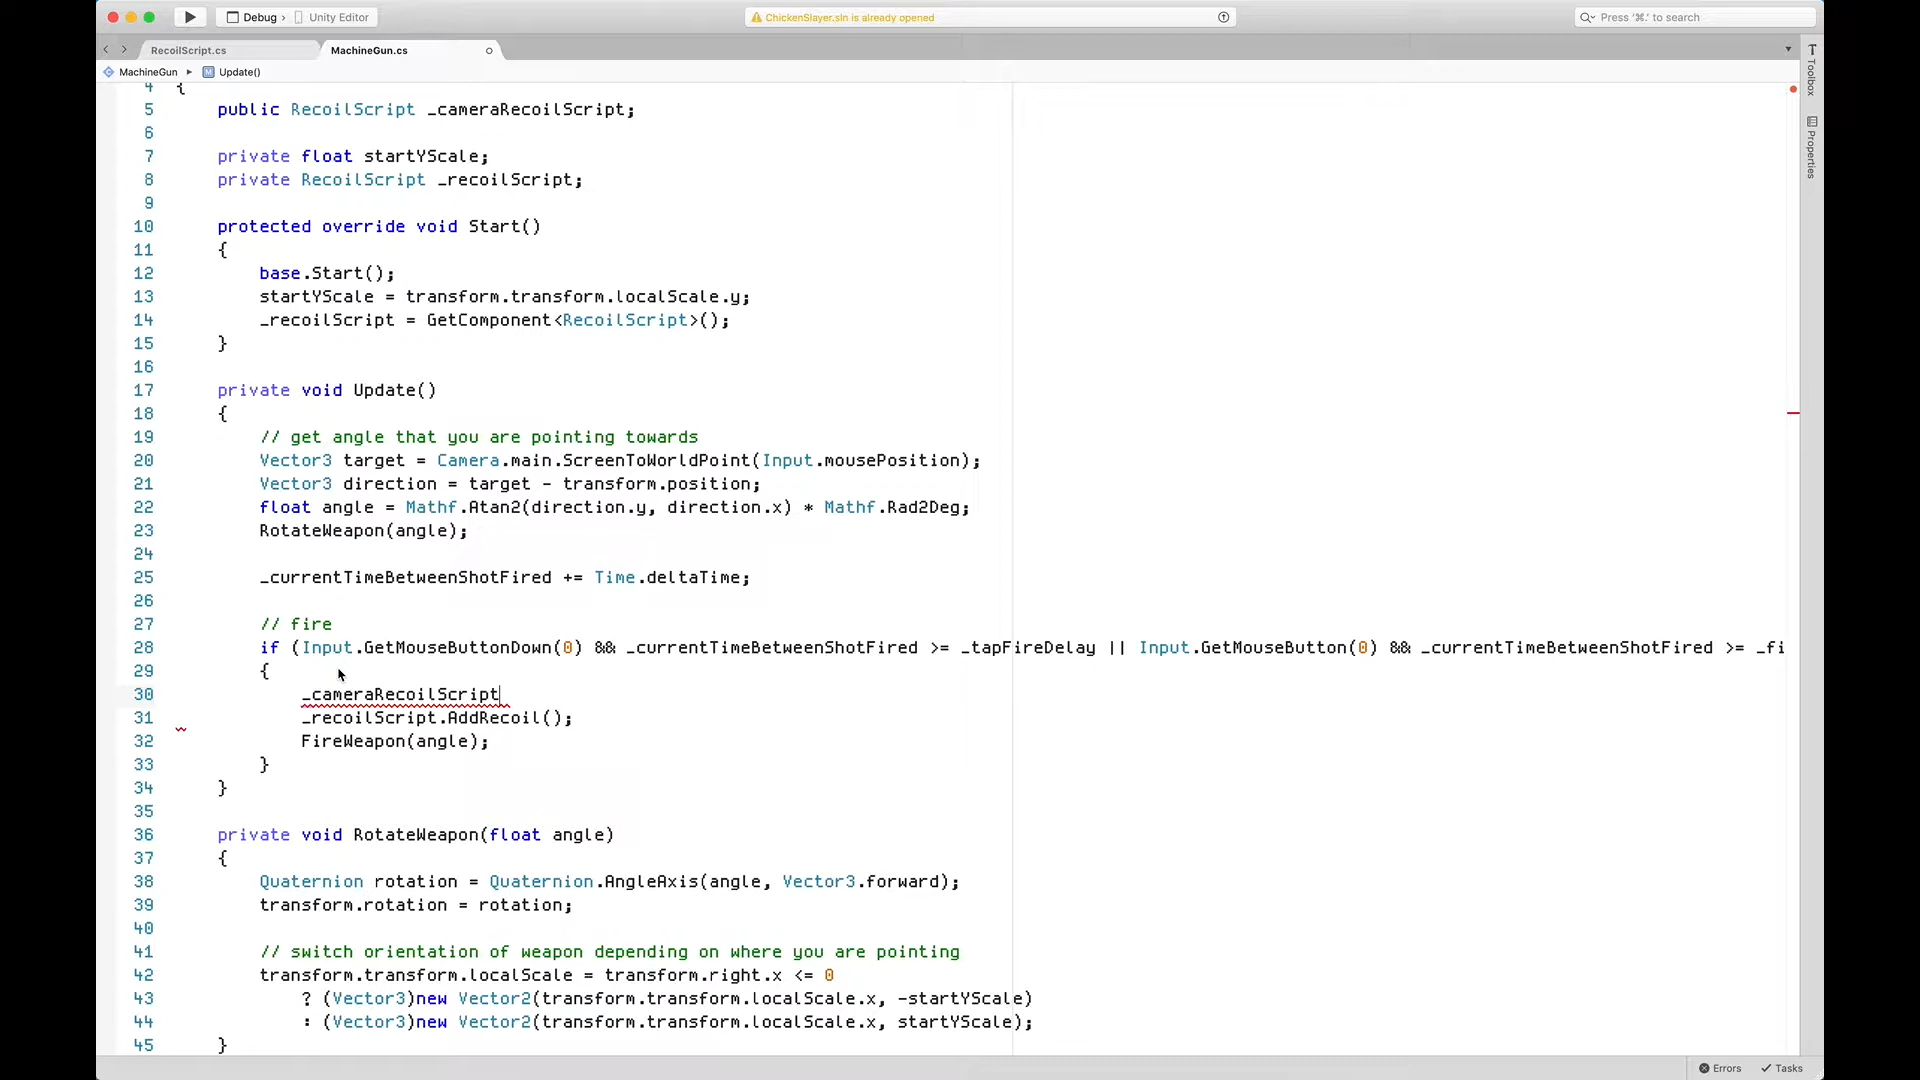 Debug › Unity Editor
ChickenSlayer.sln is already opened
Press '⌘.' to search
RecoilScript.cs
MachineGun.cs
MachineGun ▸ Update()
Toolbox
Properties
4 {
5 public RecoilScript _cameraRecoilScript;
6
7 private float startYScale;
8 private RecoilScript _recoilScript;
9
10 protected override void Start()
11 {
12 base.Start();
13 startYScale = transform.transform.localScale.y;
14 _recoilScript = GetComponent<RecoilScript>();
15 }
16
17 private void Update()
18 {
19 // get angle that you are pointing towards
20 Vector3 target = Camera.main.ScreenToWorldPoint(Input.mousePosition);
21 Vector3 direction = target - transform.position;
22 float angle = Mathf.Atan2(direction.y, direction.x) * Mathf.Rad2Deg;
23 RotateWeapon(angle);
24
25 _currentTimeBetweenShotFired += Time.deltaTime;
26
27 // fire
28 if (Input.GetMouseButtonDown(0) && _currentTimeBetweenShotFired >= _tapFireDelay || Input.GetMouseButton(0) && _currentTimeBetweenShotFired >= _fi
29 {
30 _cameraRecoilScript
31 _recoilScript.AddRecoil();
32 FireWeapon(angle);
33 }
34 }
35
36 private void RotateWeapon(float angle)
37 {
38 Quaternion rotation = Quaternion.AngleAxis(angle, Vector3.forward);
39 transform.rotation = rotation;
40
41 // switch orientation of weapon depending on where you are pointing
42 transform.transform.localScale = transform.right.x <= 0
43 ? (Vector3)new Vector2(transform.transform.localScale.x, -startYScale)
44 : (Vector3)new Vector2(transform.transform.localScale.x, startYScale);
45 }
Errors
Tasks